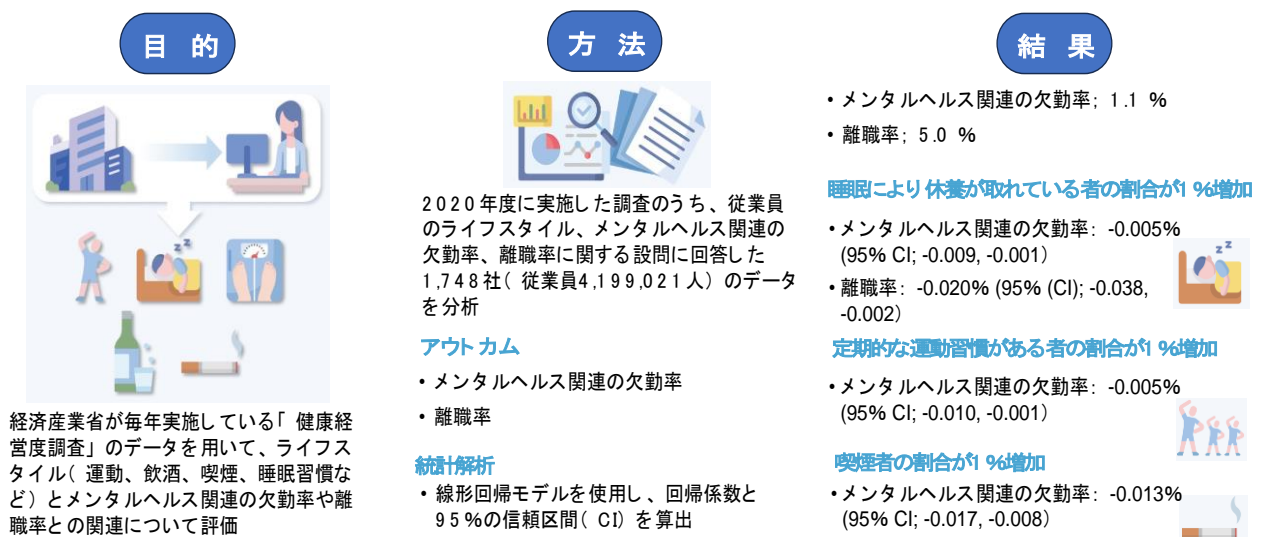 目 的
経済産業省が毎年実施している「健康経
営度調査」のデータを用いて、ライフス
タイル(運動、飲酒、喫煙、睡眠習慣な
ど)とメンタルヘルス関連の欠勤率や離
職率との関連について評価
方 法
2020年度に実施した調査のうち、従業員
のライフスタイル、メンタルヘルス関連の
欠勤率、離職率に関する設問に回答した
1,748社(従業員4,199,021人)のデータ
を分析
アウトカム
・メンタルヘルス関連の欠勤率
・離職率
統計解析
・線形回帰モデルを使用し、回帰係数と
95%の信頼区間(CI)を算出
結 果
・メンタルヘルス関連の欠勤率; 1.1 %
・離職率; 5.0 %
睡眠により休養が取れている者の割合が1%増加
・メンタルヘルス関連の欠勤率: -0.005%
(95% CI; -0.009, -0.001)
・離職率: -0.020% (95% (CI); -0.038,
-0.002)
zzz
定期的な運動習慣がある者の割合が1%増加
・メンタルヘルス関連の欠勤率: -0.005%
(95% CI; -0.010, -0.001)
喫煙者の割合が1%増加
・メンタルヘルス関連の欠勤率: -0.013%
(95% CI; -0.017, -0.008)